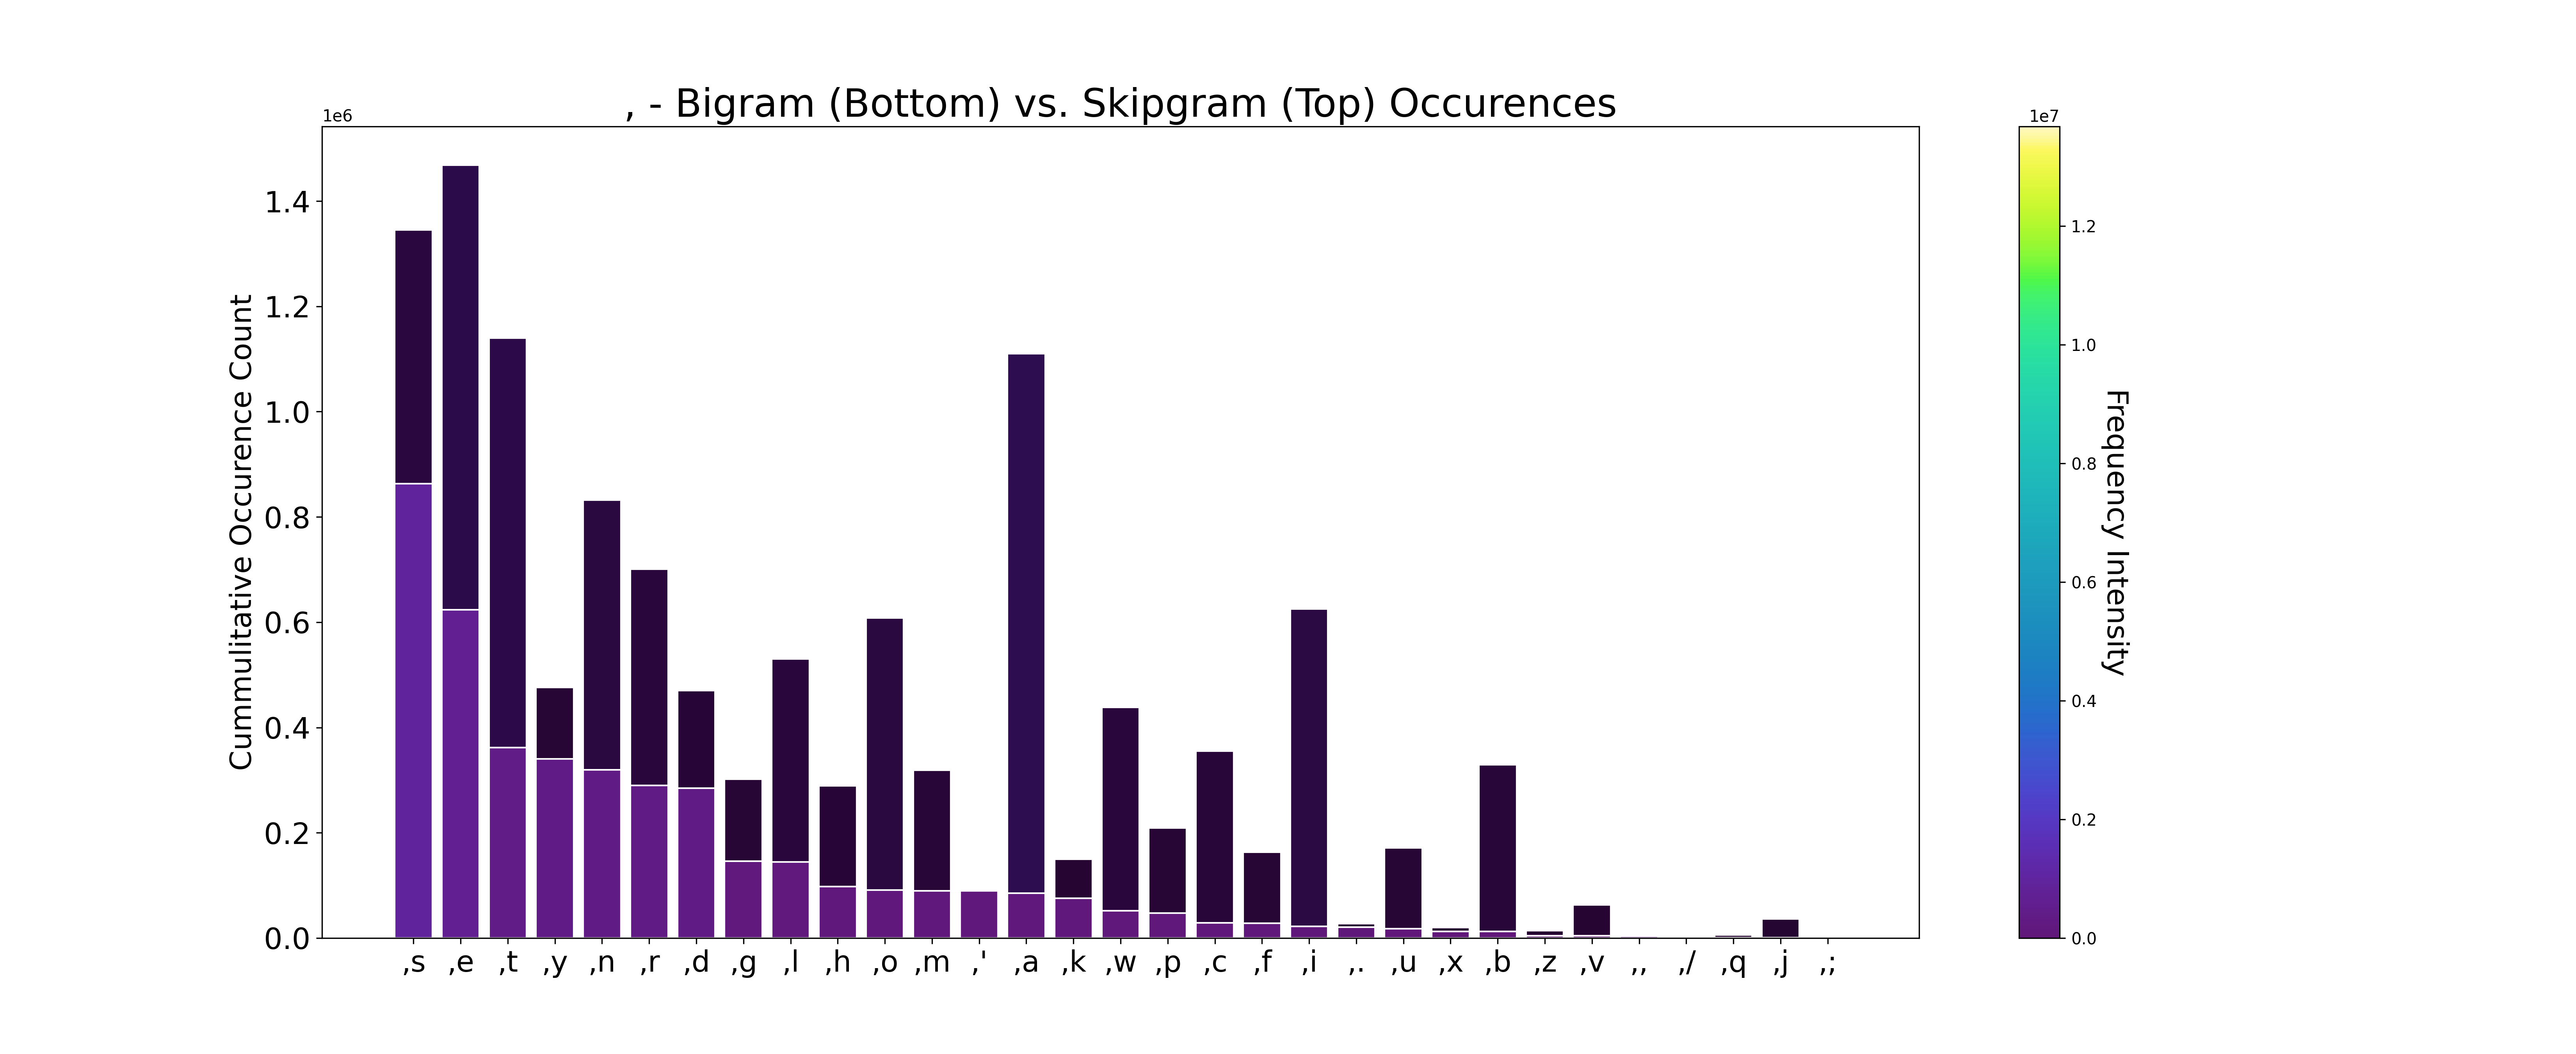 , - Bigram (Bottom) vs. Skipgram (Top) Occurences
1e6
1.4
1.2
1.0
0.8
0.6
0.4
0.2
0.0
Cummulitative Occurence Count
,s ,e ,t ,y ,n ,r ,d ,g ,l ,h ,o ,m ,' ,a ,k ,w ,p ,c ,f ,i ,. ,u ,x ,b ,z ,v ,, ,/ ,q ,j ,;
1e7
1.2
1.0
0.8
0.6
0.4
0.2
0.0
Frequency Intensity